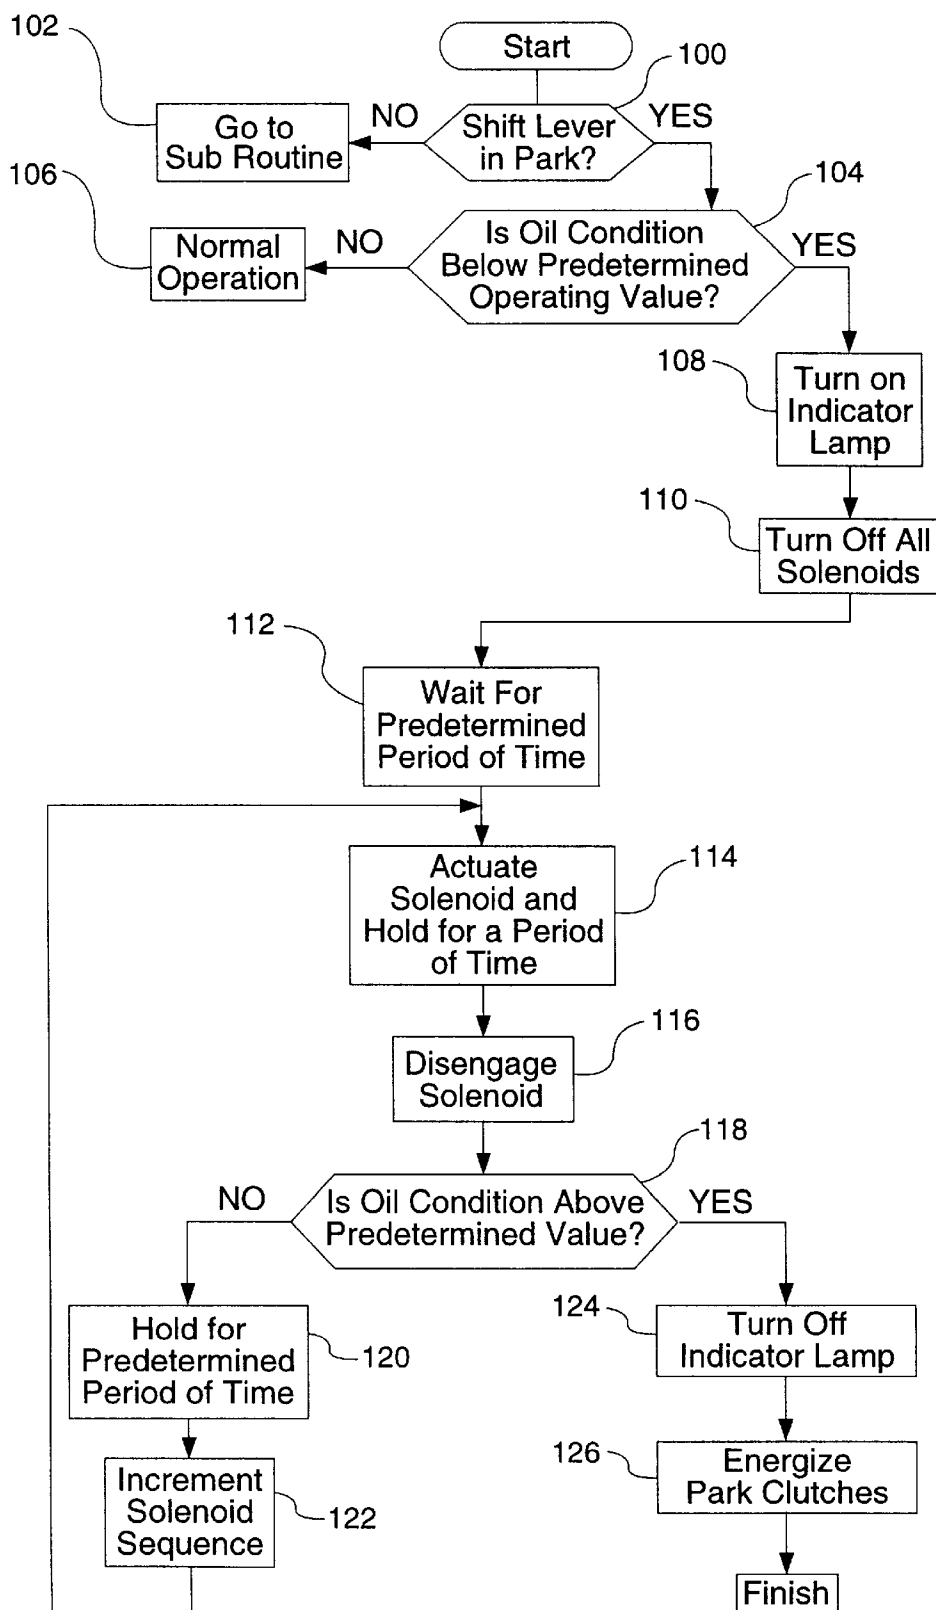 102
Start
100
NO
YES
Go to
Sub Routine
Shift Lever
in Park?
106
104
Normal
Operation
NO
Is Oil Condition
Below Predetermined
Operating Value?
YES
108
Turn on
Indicator
Lamp
110
Turn Off All
Solenoids
112
Wait For
Predetermined
Period of Time
114
Actuate
Solenoid and
Hold for a Period
of Time
116
Disengage
Solenoid
118
NO
Is Oil Condition Above
Predetermined Value?
YES
Hold for
Predetermined
Period of Time
120
124
Turn Off
Indicator Lamp
Increment
Solenoid
Sequence
122
126
Energize
Park Clutches
Finish